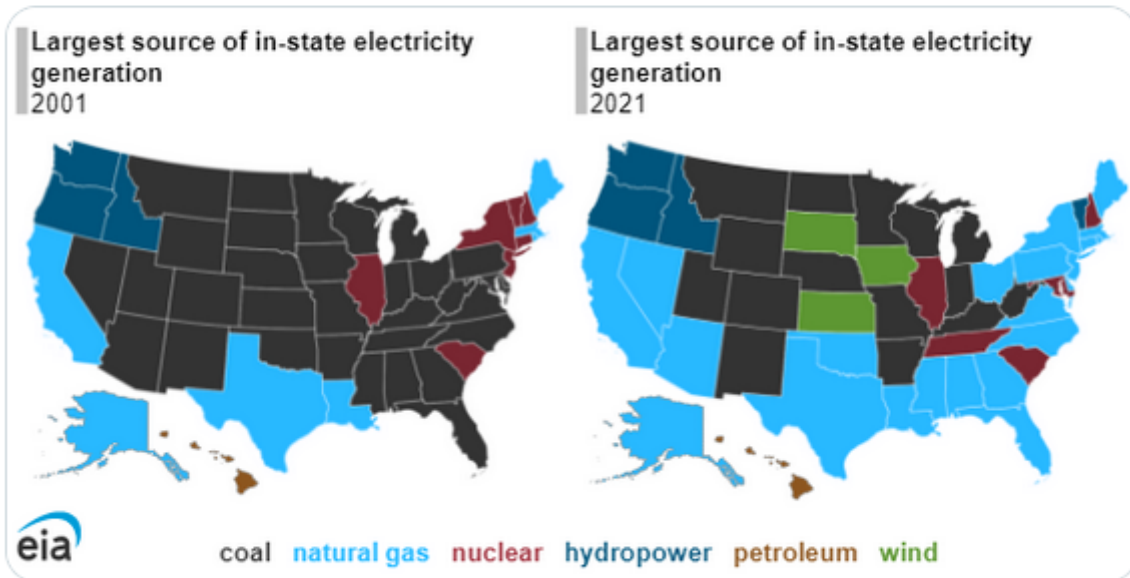 Largest source of in-state electricity
generation
2001
Largest source of in-state electricity
generation
2021
eia
coal natural gas nuclear hydropower petroleum wind